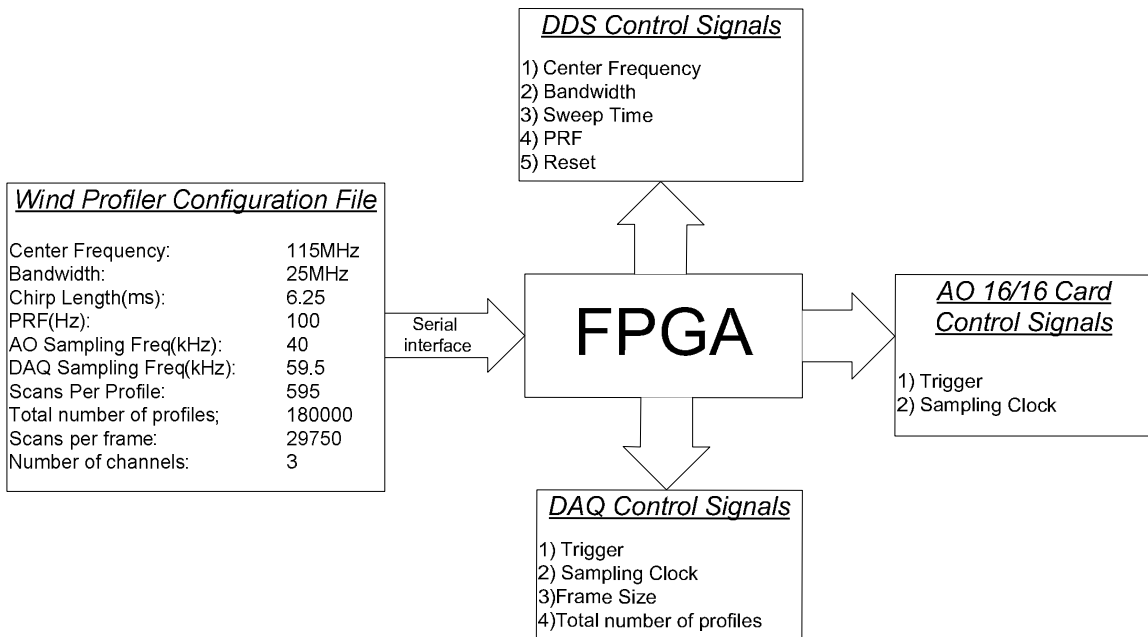 DDS Control Signals
1) Center Frequency
2) Bandwidth
3) Sweep Time
4) PRF
5) Reset
Wind Profiler Configuration File
Center Frequency: 115MHz
Bandwidth: 25MHz
Chirp Length(ms): 6.25
PRF(Hz): 100
AO Sampling Freq(kHz): 40
DAQ Sampling Freq(kHz): 59.5
Scans Per Profile: 595
Total number of profiles; 180000
Scans per frame: 29750
Number of channels: 3
Serial
interface
FPGA
AO 16/16 Card
Control Signals
1) Trigger
2) Sampling Clock
DAQ Control Signals
1) Trigger
2) Sampling Clock
3)Frame Size
4)Total number of profiles